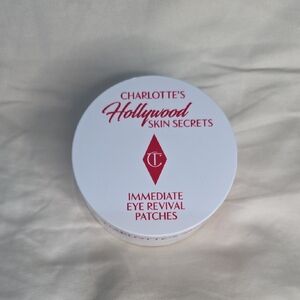 CHARLOTTE'S
Hollywood
SKIN SECRETS
CT
IMMEDIATE
EYE REVIVAL
PATCHES